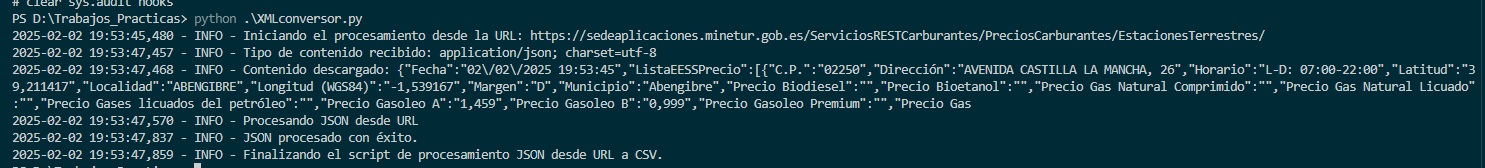 # clear sys.audit hooks
PS D:\Trabajos_Practicas> python .\XMLconversor.py
2025-02-02 19:53:45,480 - INFO - Iniciando el procesamiento desde la URL: https://sedeaplicaciones.minetur.gob.es/ServiciosRESTCarburantes/PreciosCarburantes/EstacionesTerrestres/
2025-02-02 19:53:47,457 - INFO - Tipo de contenido recibido: application/json; charset=utf-8
2025-02-02 19:53:47,468 - INFO - Contenido descargado: {"Fecha":"02\/02\/2025 19:53:45","ListaEESSPrecio":[{"C.P.":"02250","Dirección":"AVENIDA CASTILLA LA MANCHA, 26","Horario":"L-D: 07:00-22:00","Latitud":"3
9,211417","Localidad":"ABENGIBRE","Longitud (WGS84)":"-1,539167","Margen":"D","Municipio":"Abengibre","Precio Biodiesel":"","Precio Bioetanol":"","Precio Gas Natural Comprimido":"","Precio Gas Natural Licuado"
:"","Precio Gases licuados del petróleo":"","Precio Gasoleo A":"1,459","Precio Gasoleo B":"0,999","Precio Gasoleo Premium":"","Precio Gas
2025-02-02 19:53:47,570 - INFO - Procesando JSON desde URL
2025-02-02 19:53:47,837 - INFO - JSON procesado con éxito.
2025-02-02 19:53:47,859 - INFO - Finalizando el script de procesamiento JSON desde URL a CSV.